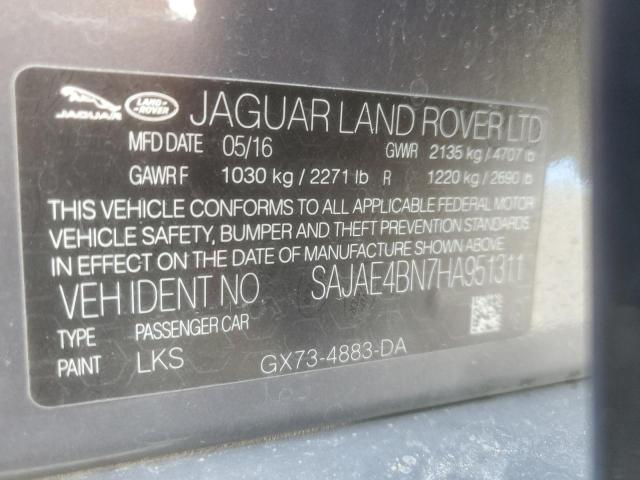 JAGUAR LAND-ROVER JAGUAR LAND ROVER LTD
MFD DATE 05/16 GWWR 2135 kg / 4707 lb
GAWR F 1030 kg / 2271 lb R 1220 kg / 2690 lb
THIS VEHICLE CONFORMS TO ALL APPLICABLE FEDERAL MOTOR
VEHICLE SAFETY, BUMPER AND THEFT PREVENTION STANDARDS
IN EFFECT ON THE DATE OF MANUFACTURE SHOWN ABOVE.
VEH IDENT NO. SAJAE4BN7HA951311
TYPE PASSENGER CAR
PAINT LKS GX73-4883-DA